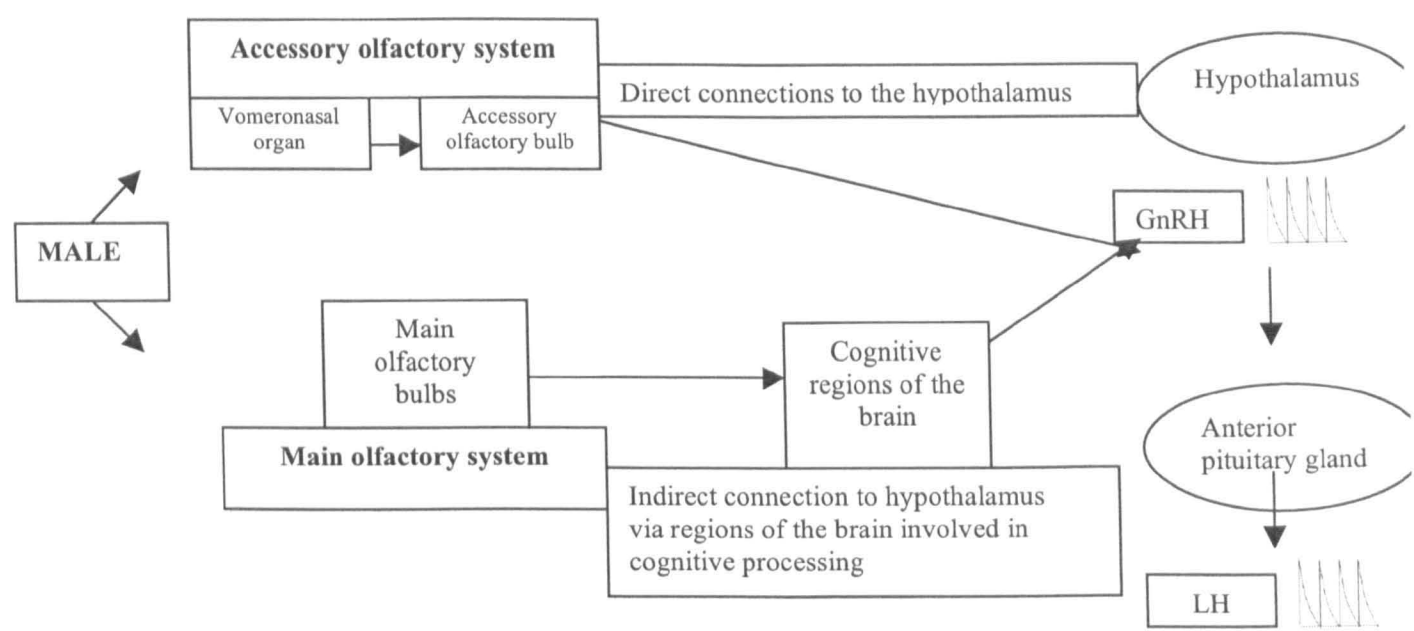 Accessory olfactory system
Vomeronasal
organ
Accessory
olfactory bulb
Direct connections to the hypothalamus
Hypothalamus
GnRH
MALE
Main
olfactory
bulbs
Main olfactory system
Cognitive
regions of the
brain
Indirect connection to hypothalamus
via regions of the brain involved in
cognitive processing
Anterior
pituitary gland
LH